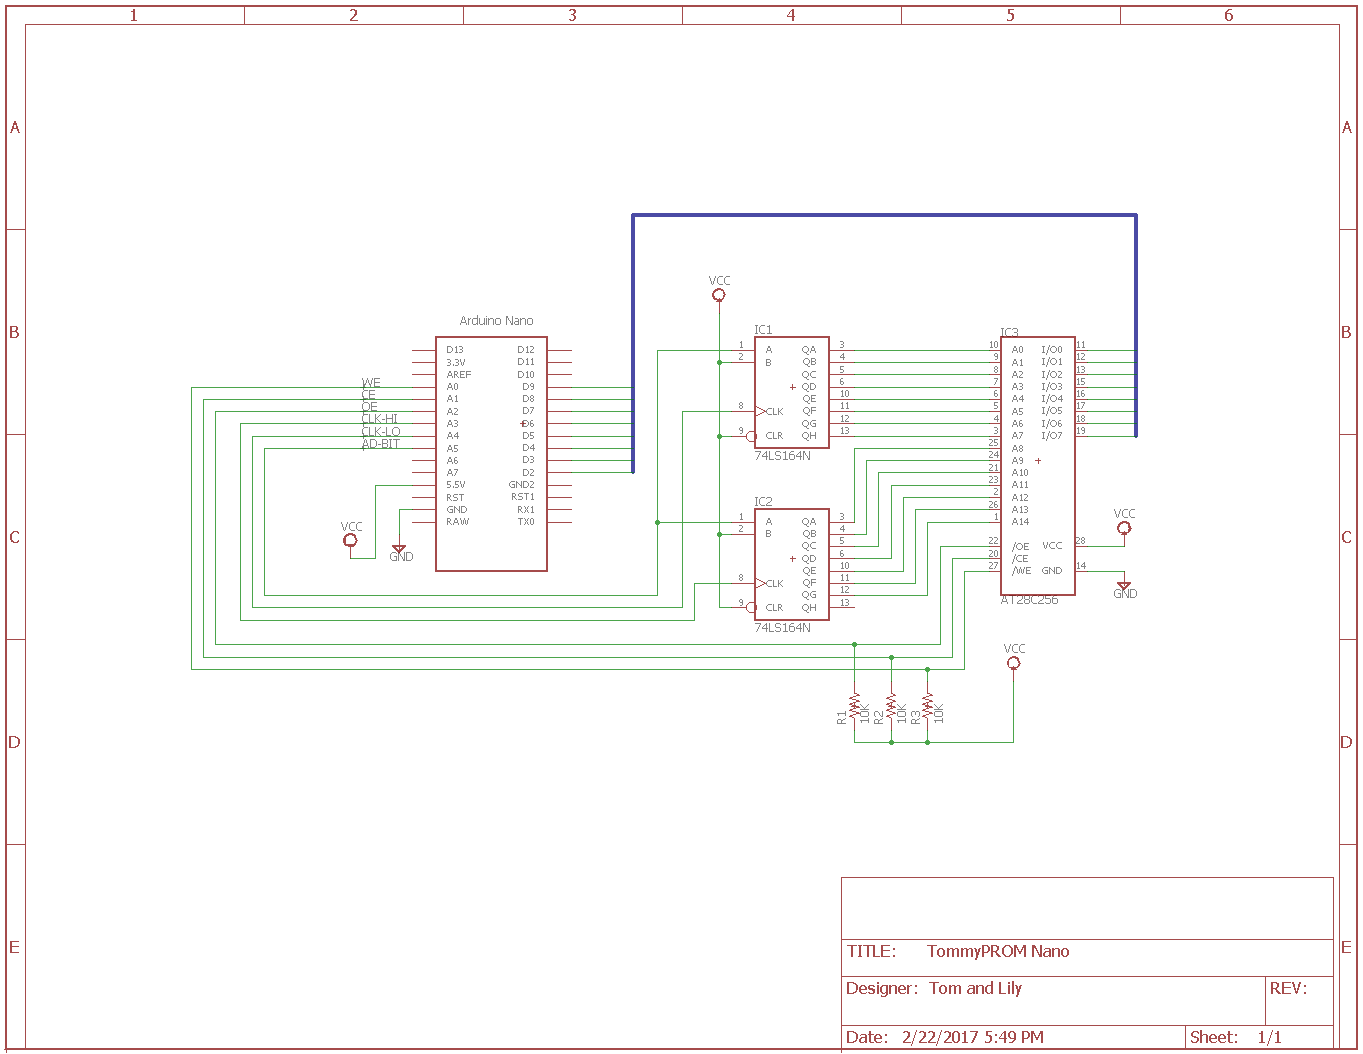 1 2 3 4 5 6
A A
B B
C C
D D
E E
VCC
Arduino Nano
D13 D12
3.3V D11
AREF D10
WE A0 D9
CE A1 D8
OE A2 D7
CLK-HI A3 D6
CLK-LO A4 D5
AD-BIT A5 D4
A6 D3
A7 D2
5.5V GND2
RST RST1
GND RX1
RAW TX0
VCC
GND
IC1
1 A QA 3
2 B QB 4
QC 5
QD 6
QE 10
8 CLK QF 11
QG 12
9 CLR QH 13
74LS164N
IC2
1 A QA 3
2 B QB 4
QC 5
QD 6
QE 10
8 CLK QF 11
QG 12
9 CLR QH 13
74LS164N
IC3
10 A0 I/O0 11
9 A1 I/O1 12
8 A2 I/O2 13
7 A3 I/O3 15
6 A4 I/O4 16
5 A5 I/O5 17
4 A6 I/O6 18
3 A7 I/O7 19
25 A8
24 A9
21 A10
23 A11
2 A12
26 A13
1 A14
22 /OE VCC 28
20 /CE
27 /WE GND 14
AT28C256
VCC
GND
VCC
R1 10K R2 10K R3 10K
TITLE: TommyPROM Nano
Designer: Tom and Lily REV:
Date: 2/22/2017 5:49 PM Sheet: 1/1